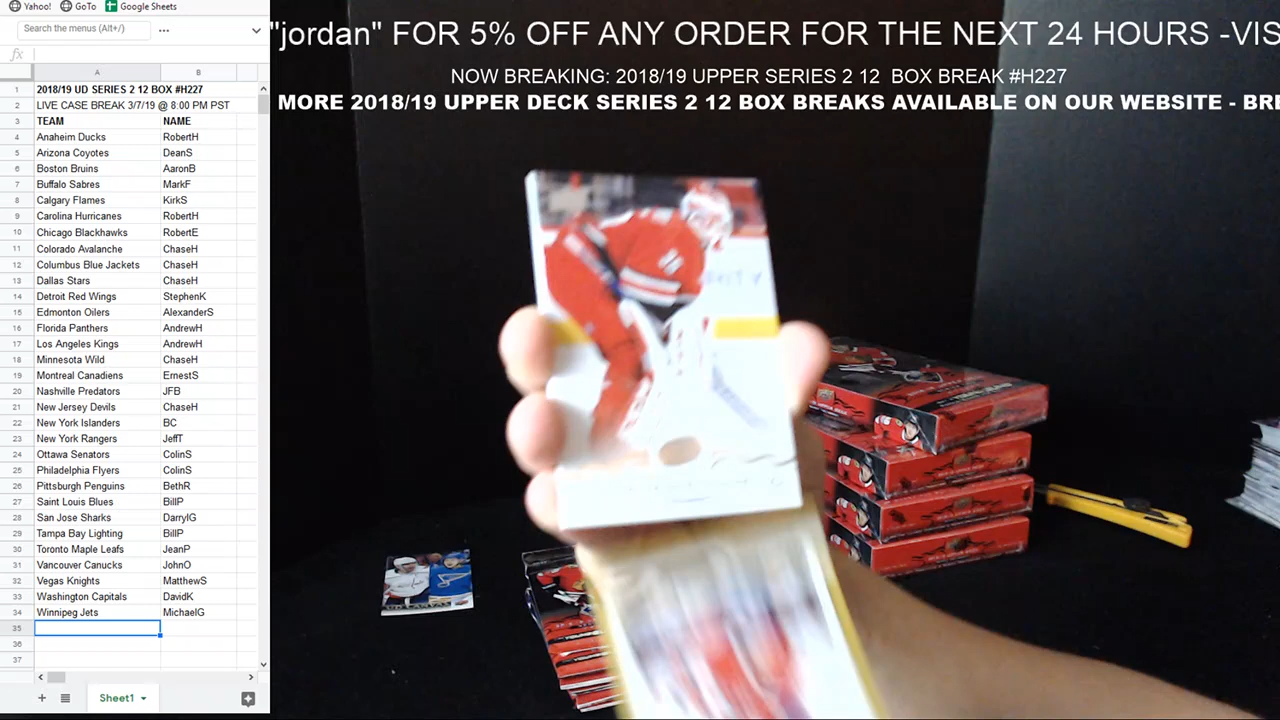 Yahoo! GoTo Google Sheets
Search the menus (Alt+/)
fx
A B
1 2018/19 UD SERIES 2 12 BOX #H227
2 LIVE CASE BREAK 3/7/19 @ 8:00 PM PST
3 TEAM NAME
4 Anaheim Ducks RobertH
5 Arizona Coyotes DeanS
6 Boston Bruins AaronB
7 Buffalo Sabres MarkF
8 Calgary Flames KirkS
9 Carolina Hurricanes RobertH
10 Chicago Blackhawks RobertE
11 Colorado Avalanche ChaseH
12 Columbus Blue Jackets ChaseH
13 Dallas Stars ChaseH
14 Detroit Red Wings StephenK
15 Edmonton Oilers AlexanderS
16 Florida Panthers AndrewH
17 Los Angeles Kings AndrewH
18 Minnesota Wild ChaseH
19 Montreal Canadiens ErnestS
20 Nashville Predators JFB
21 New Jersey Devils ChaseH
22 New York Islanders BC
23 New York Rangers JeffT
24 Ottawa Senators ColinS
25 Philadelphia Flyers ColinS
26 Pittsburgh Penguins BethR
27 Saint Louis Blues BillP
28 San Jose Sharks DarrylG
29 Tampa Bay Lighting BillP
30 Toronto Maple Leafs JeanP
31 Vancouver Canucks JohnO
32 Vegas Knights MatthewS
33 Washington Capitals DavidK
34 Winnipeg Jets MichaelG
35
36
37
Sheet1
"jordan" FOR 5% OFF ANY ORDER FOR THE NEXT 24 HOURS -VIS
NOW BREAKING: 2018/19 UPPER SERIES 2 12 BOX BREAK #H227
MORE 2018/19 UPPER DECK SERIES 2 12 BOX BREAKS AVAILABLE ON OUR WEBSITE - BRE